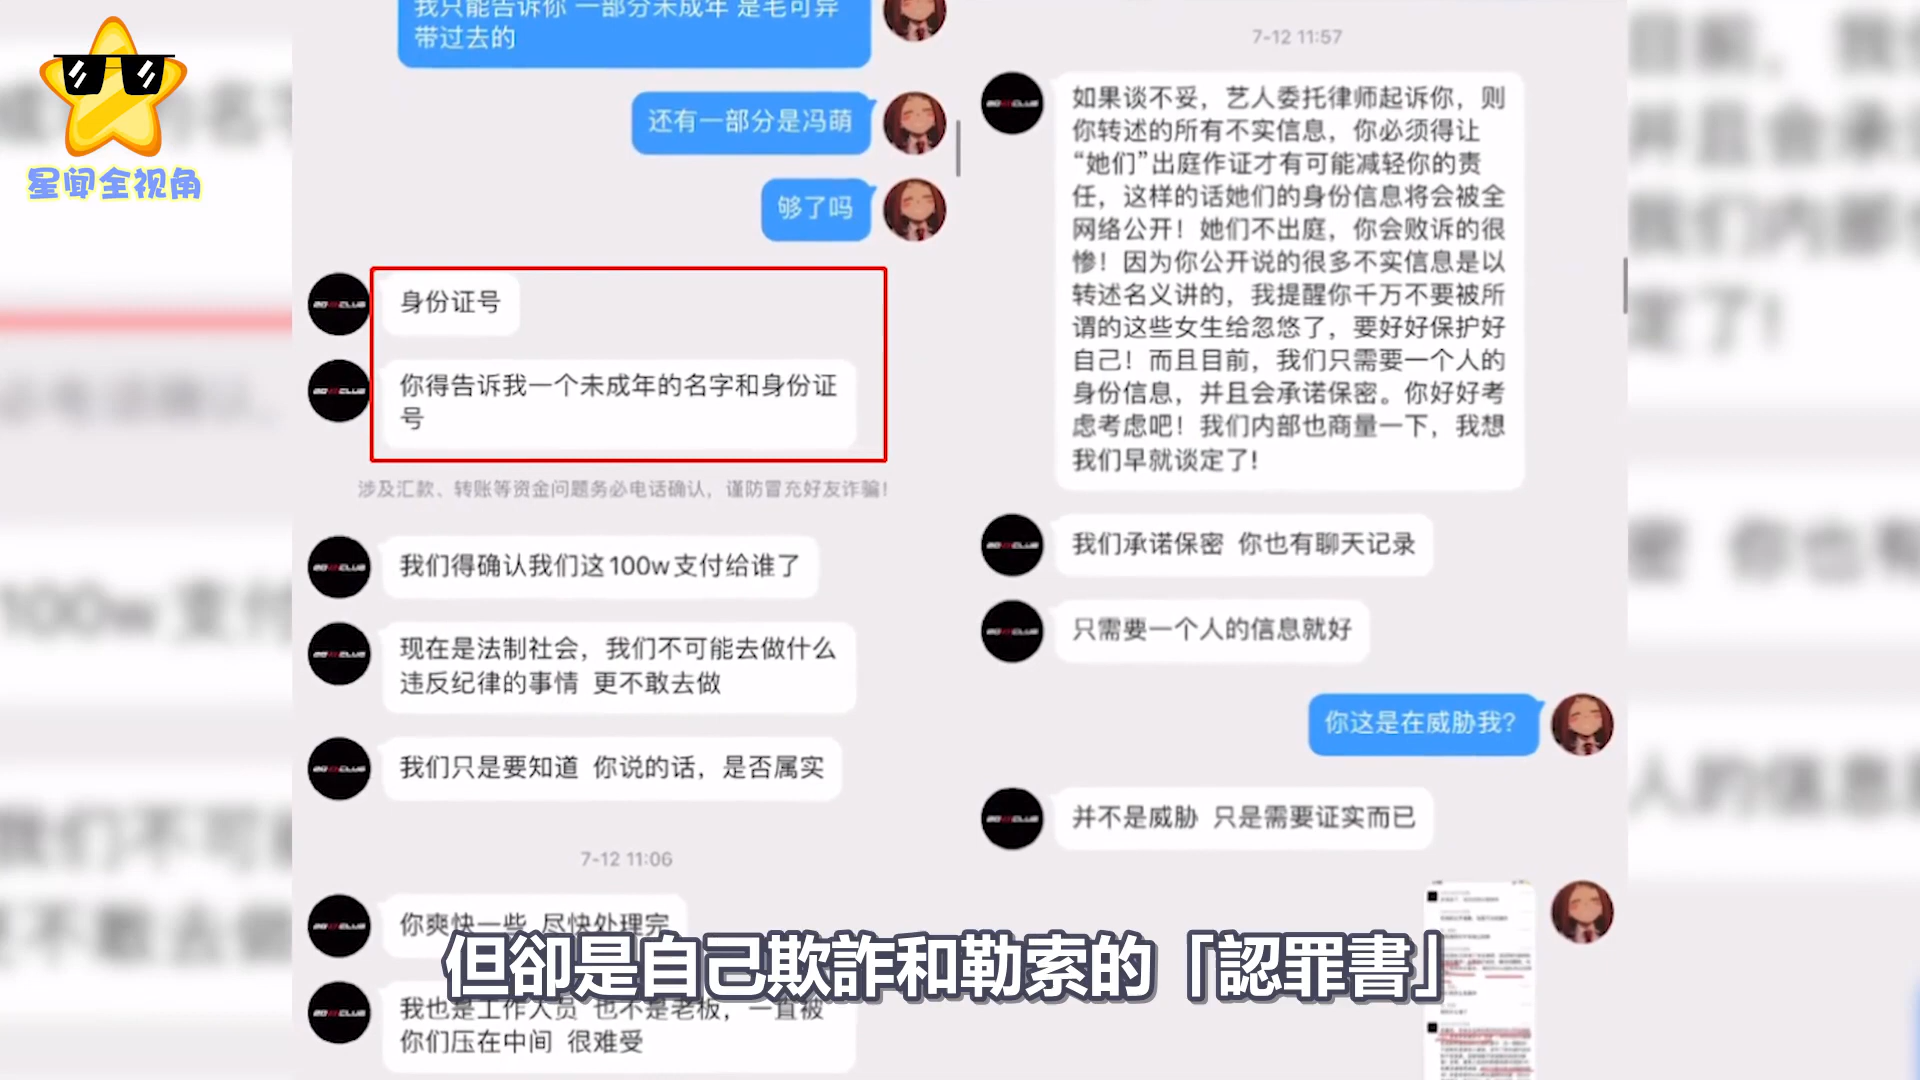 星闻全视角
我只能告诉你 一部分未成年 是毛可异
带过去的
还有一部分是冯萌
够了吗
身份证号
你得告诉我一个未成年的名字和身份证
号
涉及汇款、转账等资金问题务必电话确认，谨防冒充好友诈骗！
我们得确认我们这100w支付给谁了
现在是法制社会，我们不可能去做什么
违反纪律的事情 更不敢去做
我们只是要知道 你说的话，是否属实
7-12 11:06
你爽快一些 尽快处理完
我也是工作人员 也不是老板，一直被
你们压在中间 很难受
7-12 11:57
如果谈不妥，艺人委托律师起诉你，则
你转述的所有不实信息，你必须得让
“她们”出庭作证才有可能减轻你的责
任，这样的话她们的身份信息将会被全
网络公开！她们不出庭，你会败诉的很
惨！因为你公开说的很多不实信息是以
转述名义讲的，我提醒你千万不要被所
谓的这些女生给忽悠了，要好好保护好
自己！而且目前，我们只需要一个人的
身份信息，并且会承诺保密。你好好考
虑考虑吧！我们内部也商量一下，我想
我们早就谈定了！
我们承诺保密 你也有聊天记录
只需要一个人的信息就好
你这是在威胁我？
并不是威胁 只是需要证实而已
但卻是自己欺詐和勒索的「認罪書」